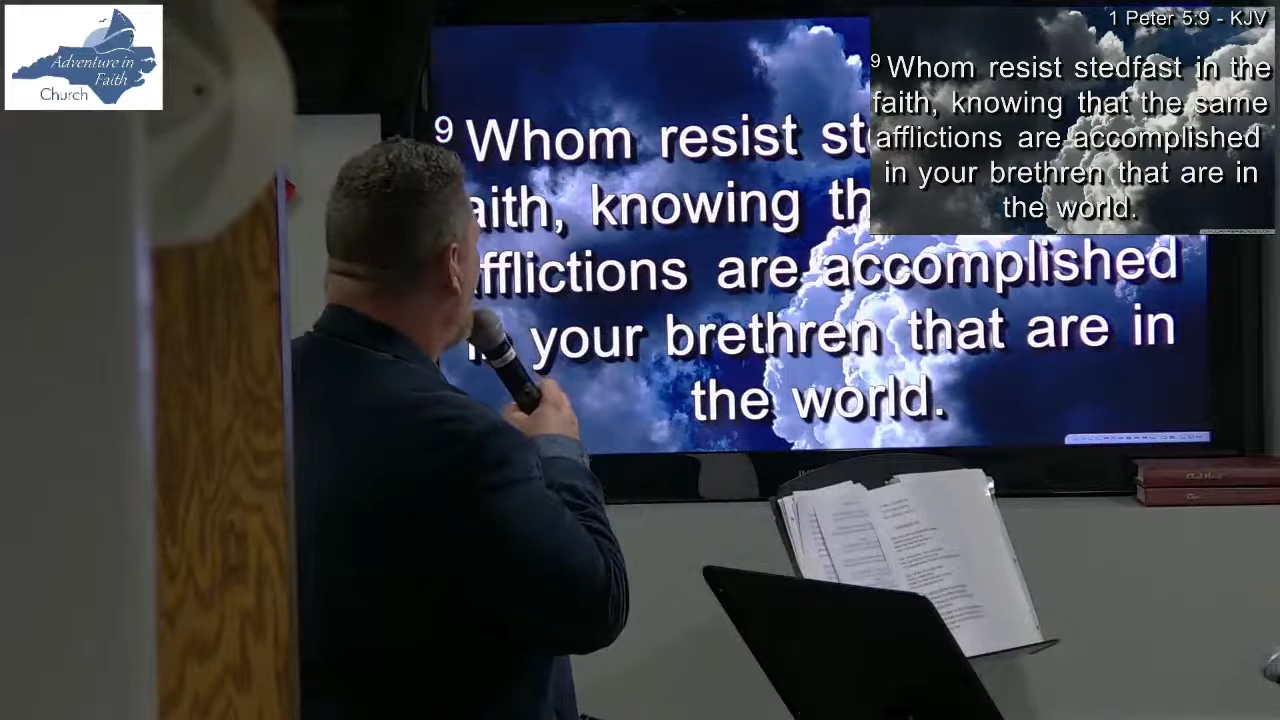 Adventure in
Faith
Church
1 Peter 5:9 - KJV
9 Whom resist stedfast in the
faith, knowing that the same
afflictions are accomplished
in your brethren that are in
the world.
9 Whom resist st
aith, knowing th
fflictions are accomplished
your brethren that are in
the world.